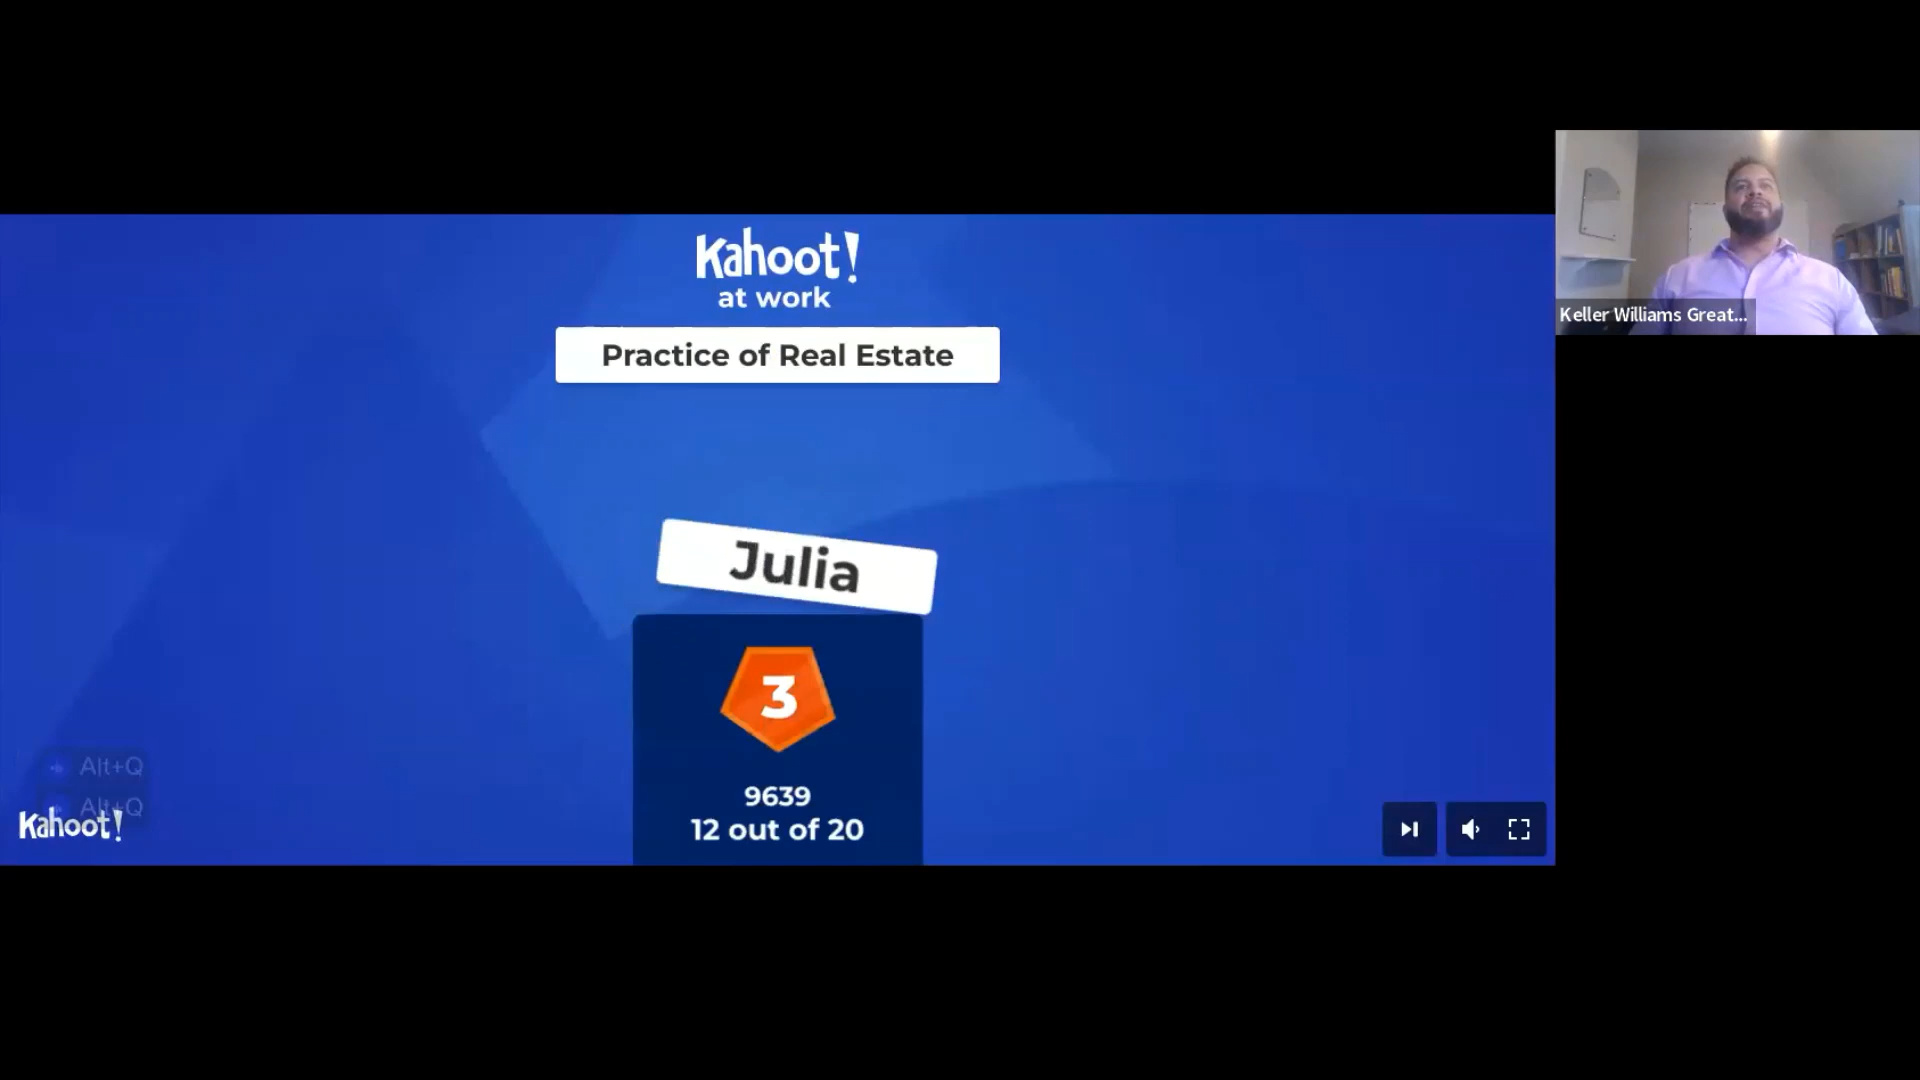 Kahoot!
at work
Practice of Real Estate
Keller Williams Great...
Julia
3
9639
12 out of 20
Alt+Q
Alt+Q
Kahoot!